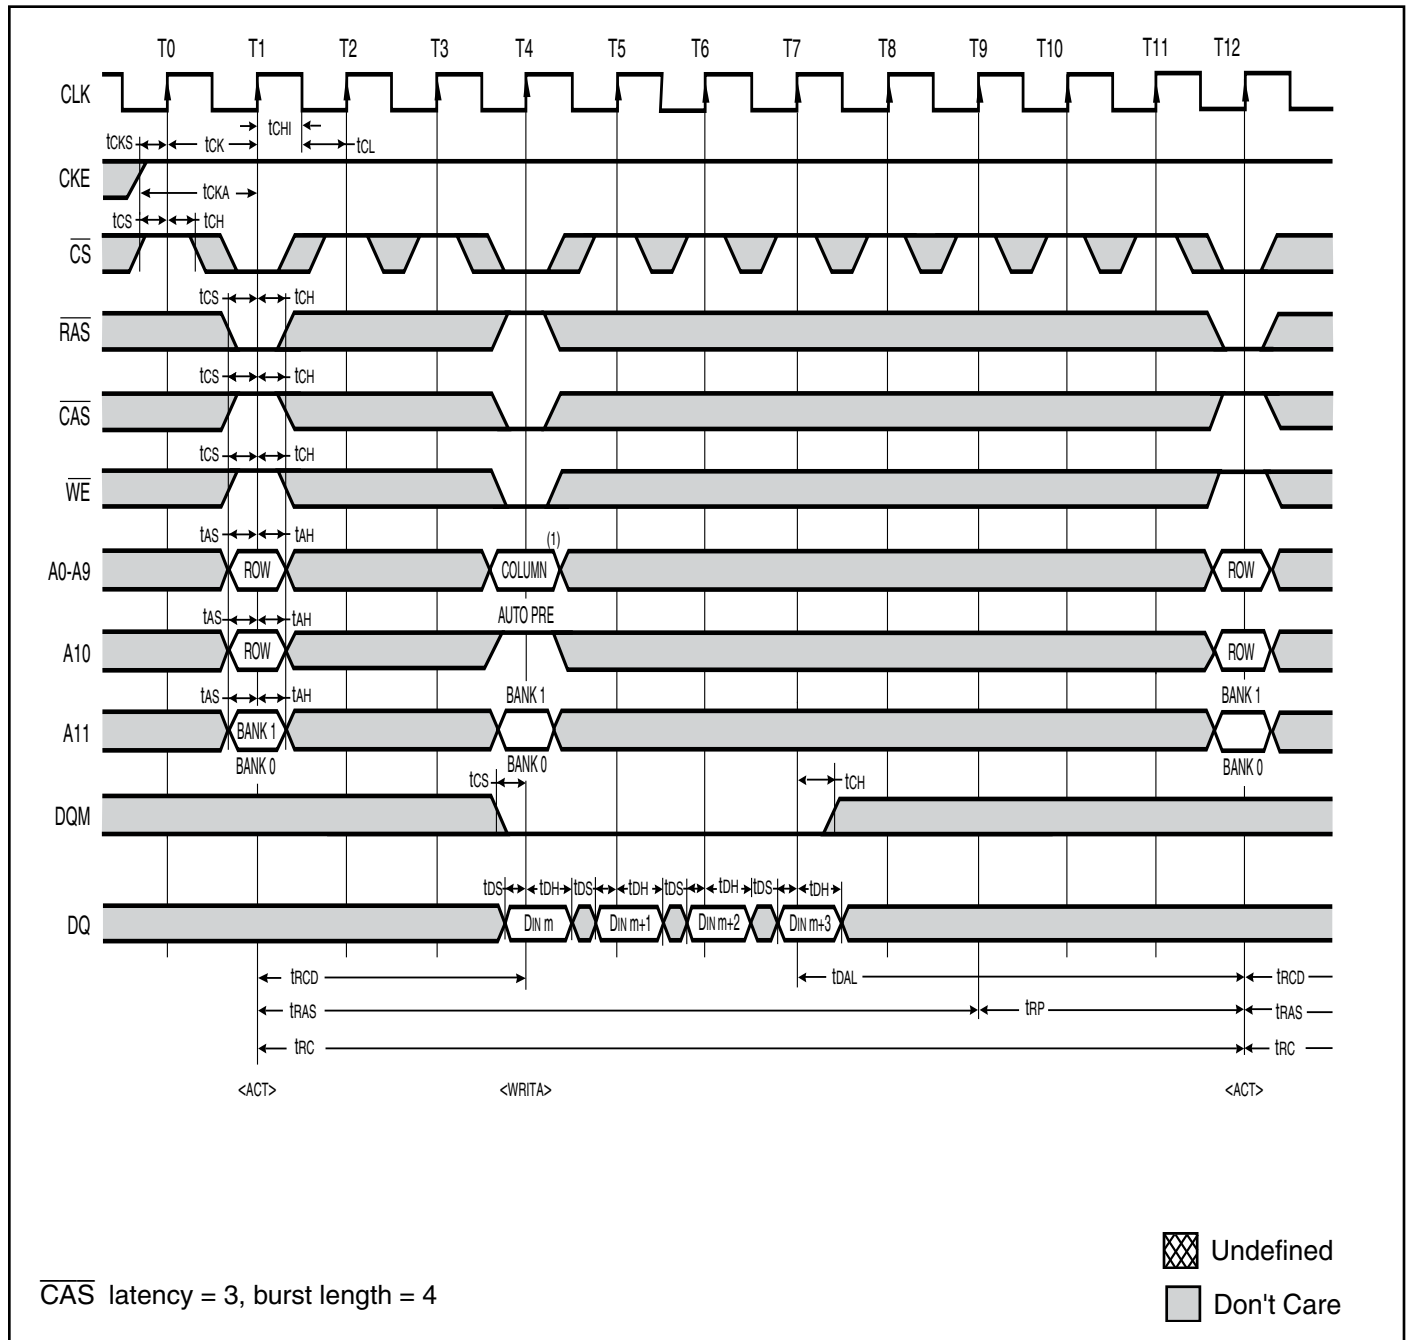 T0 T1 T2 T3 T4 T5 T6 T7 T8 T9 T10 T11 T12
CLK
tCHI
tCKS tCK tCL
CKE
tCKA
tCS tCH
CS
tCS tCH
RAS
tCS tCH
CAS
tCS tCH
WE
tAS tAH (1)
A0-A9 ROW COLUMN ROW
tAS tAH AUTO PRE
A10 ROW ROW
tAS tAH BANK 1 BANK 1
A11 BANK 1
BANK 0 BANK 0 BANK 0
tCS tCH
DQM
tDS tDH tDS tDH tDS tDH tDS tDH
DQ DIN m DIN m+1 DIN m+2 DIN m+3
tRCD tDAL tRCD
tRAS tRP tRAS
tRC tRC
<ACT> <WRITA> <ACT>
Undefined
CAS latency = 3, burst length = 4
Don't Care